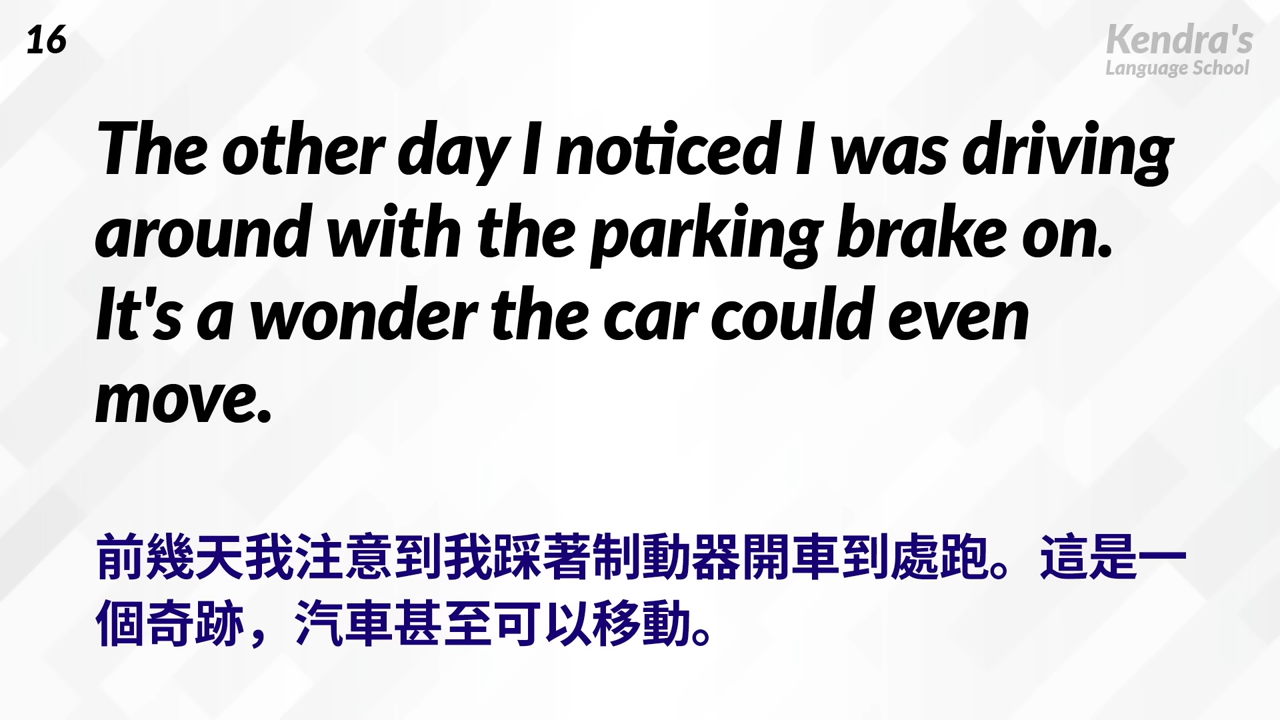 16
Kendra's
Language School
The other day I noticed I was driving
around with the parking brake on.
It's a wonder the car could even
move.
前幾天我注意到我踩著制動器開車到處跑。這是一
個奇跡，汽車甚至可以移動。